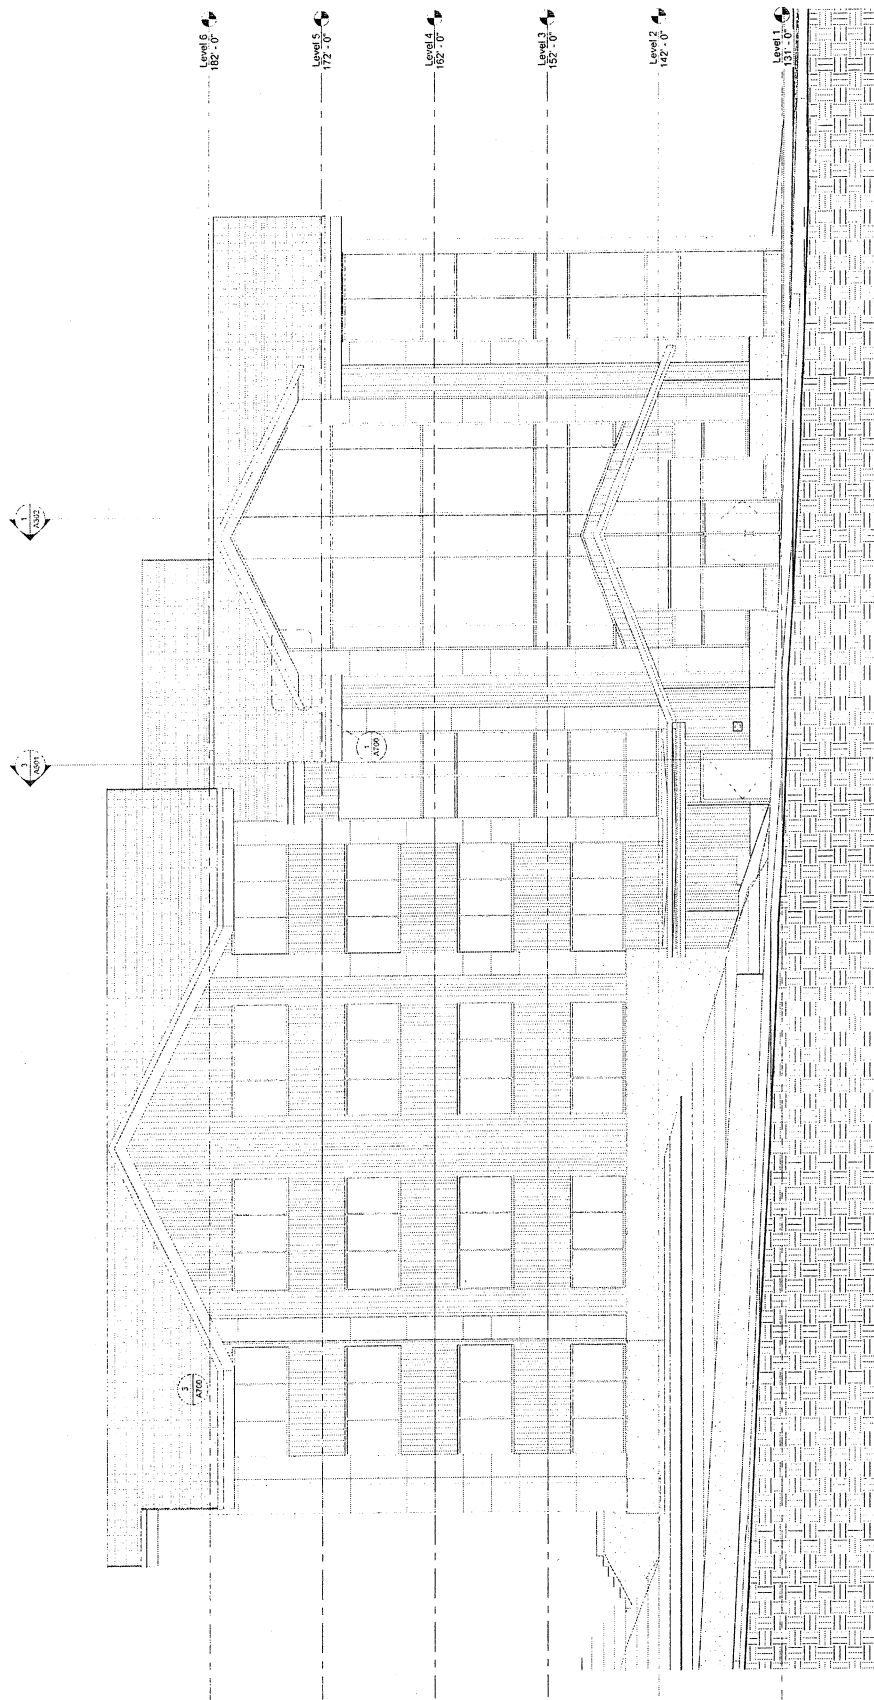 Level 6
182' - 0"
Level 5
172' - 0"
Level 4
162' - 0"
Level 3
152' - 0"
Level 2
142' - 0"
Level 1
131' - 0"
1
A302
3
A501
1
A700
3
A700